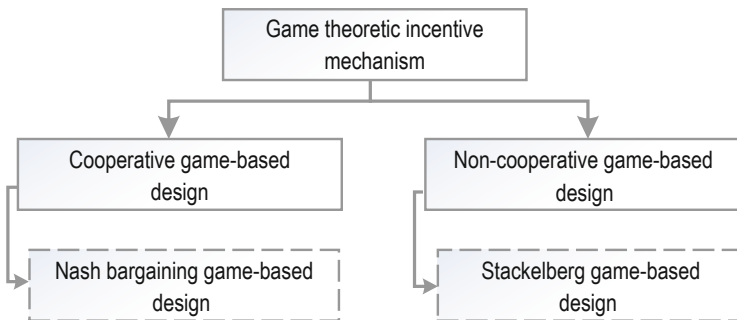 Game theoretic incentive
mechanism
Cooperative game-based
design
Non-cooperative game-based
design
Nash bargaining game-based
design
Stackelberg game-based
design